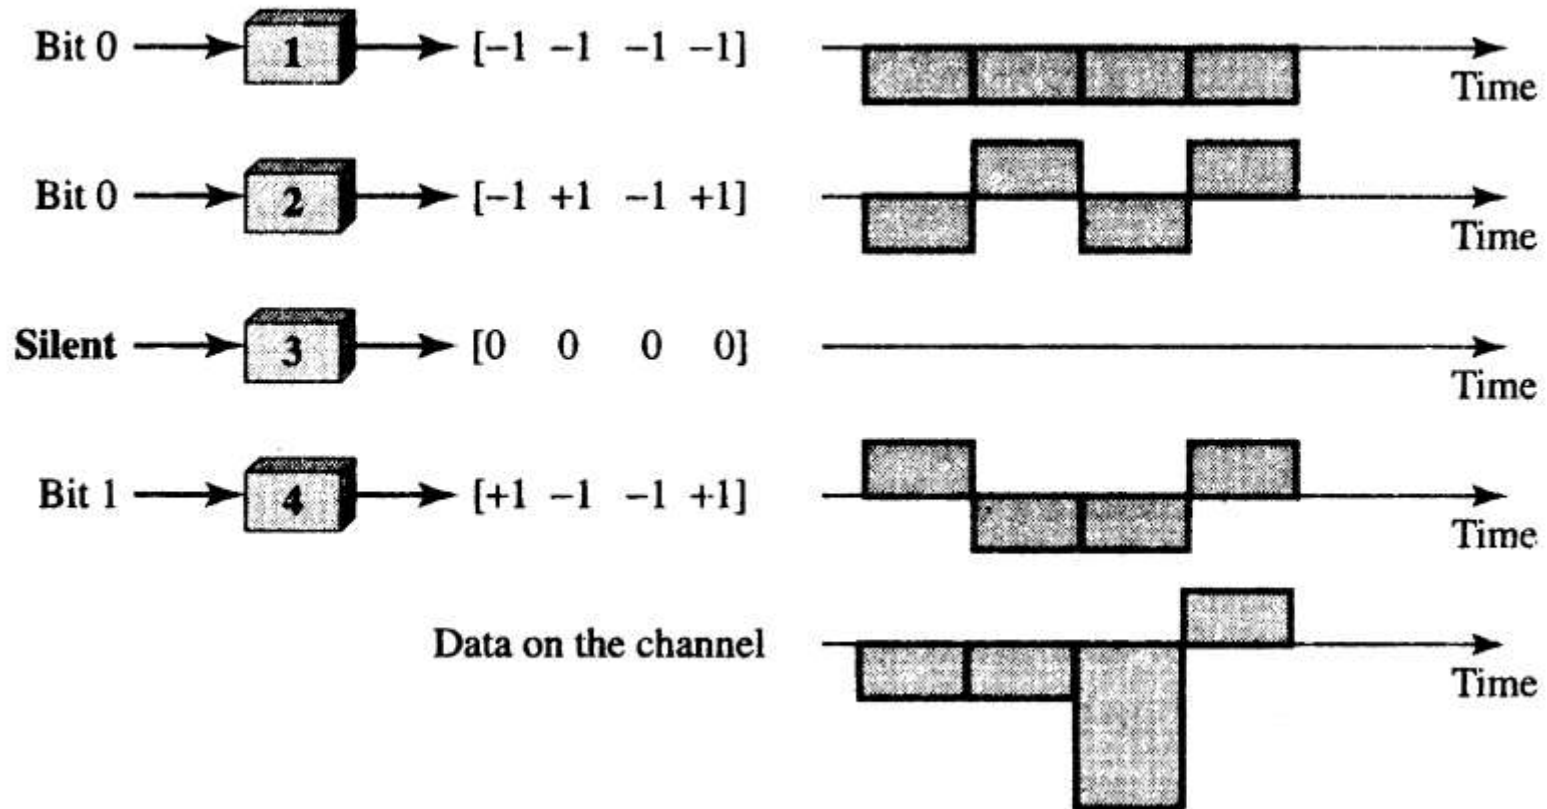 Bit 0 1 [−1 −1 −1 −1]
Time
Bit 0 2 [−1 +1 −1 +1]
Time
Silent 3 [0 0 0 0]
Time
Bit 1 4 [+1 −1 −1 +1]
Time
Data on the channel
Time